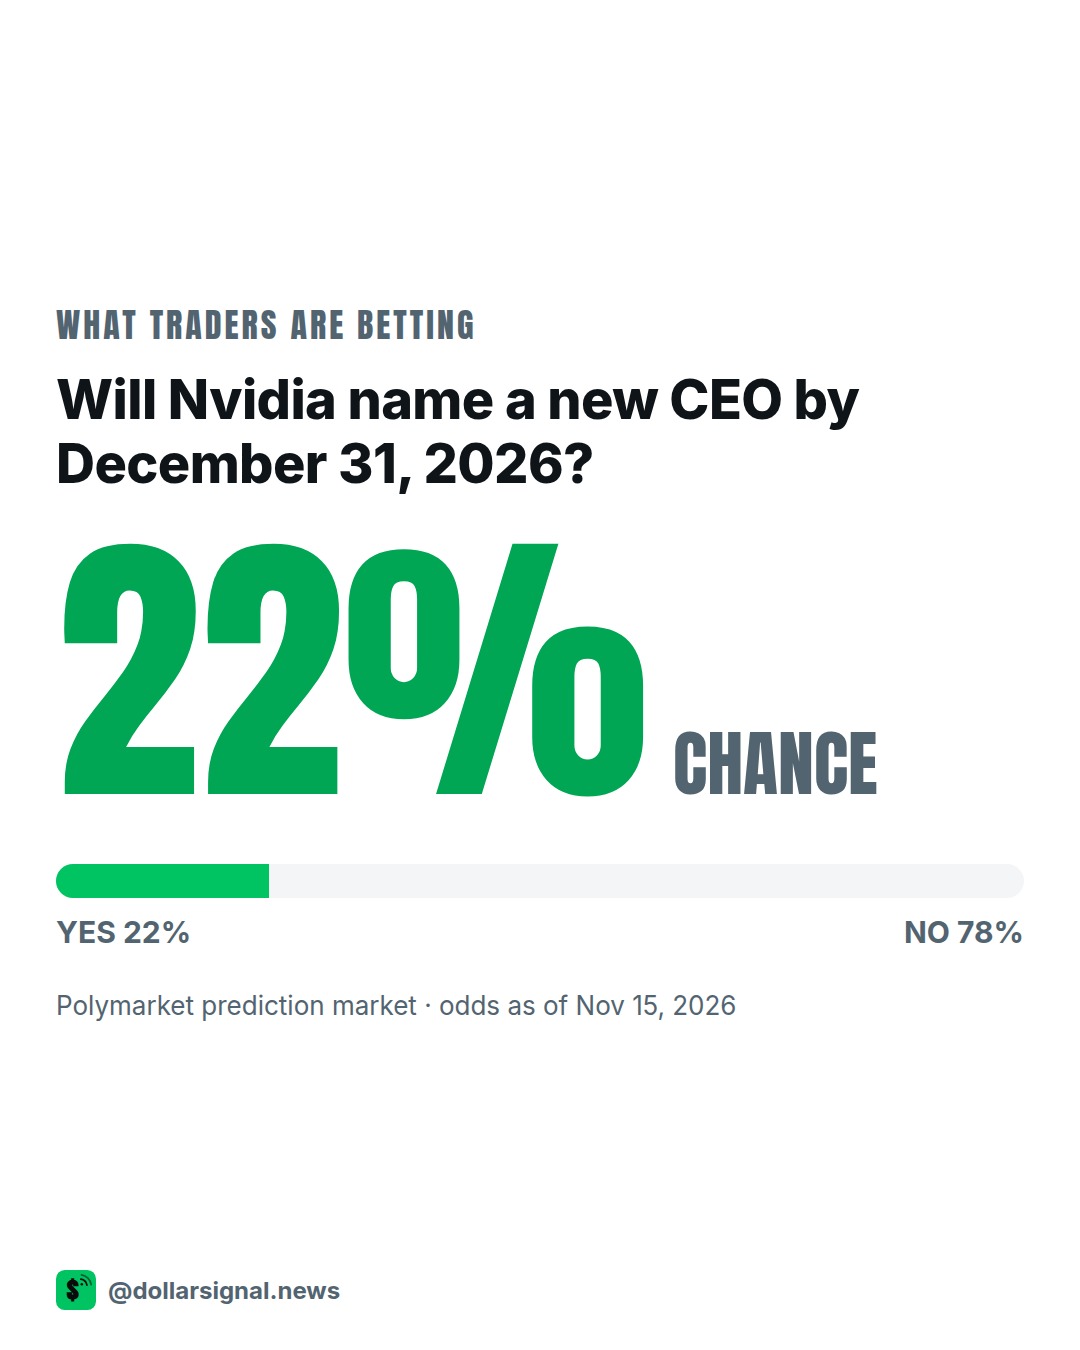 WHAT TRADERS ARE BETTING
Will Nvidia name a new CEO by
December 31, 2026?
22% CHANCE
YES 22% NO 78%
Polymarket prediction market · odds as of Nov 15, 2026
$ @dollarsignal.news